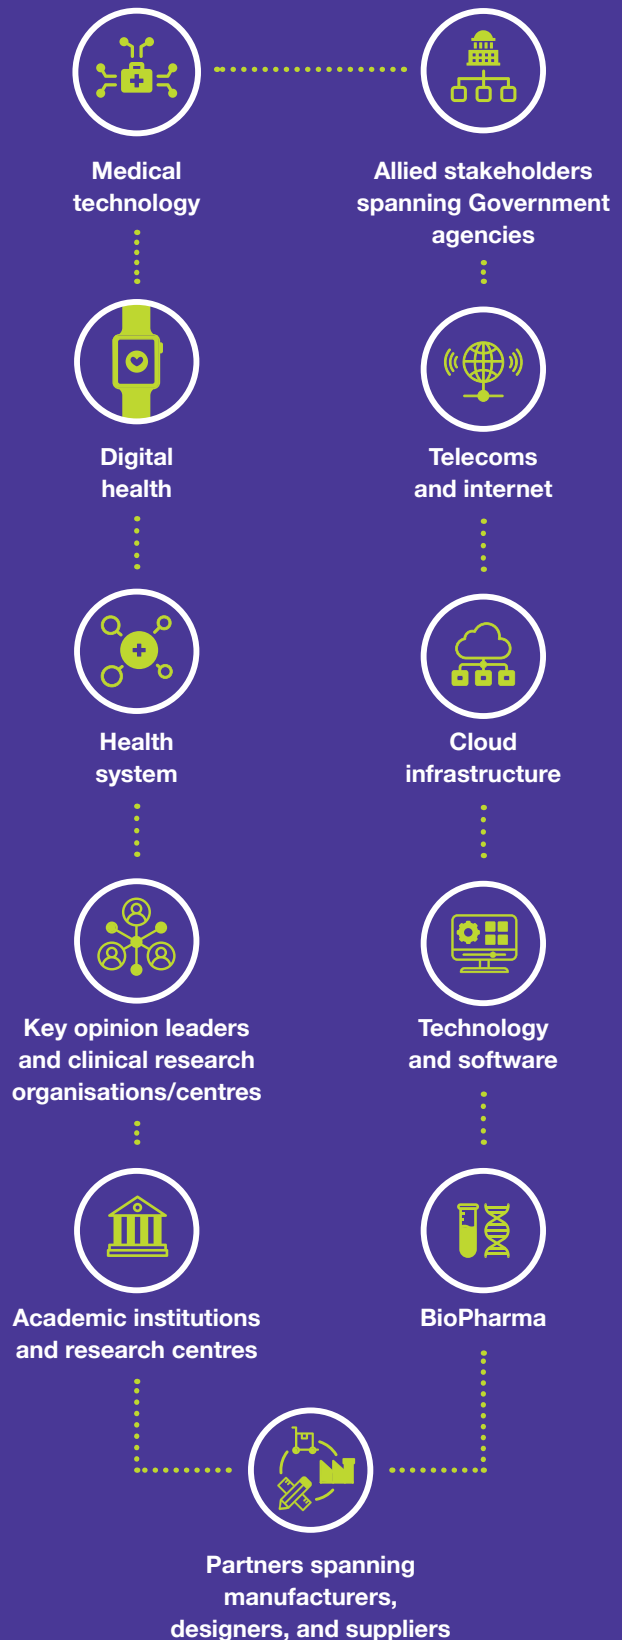 Medical
technology
Allied stakeholders
spanning Government
agencies
Digital
health
Telecoms
and internet
Health
system
Cloud
infrastructure
Key opinion leaders
and clinical research
organisations/centres
Technology
and software
Academic institutions
and research centres
BioPharma
Partners spanning
manufacturers,
designers, and suppliers